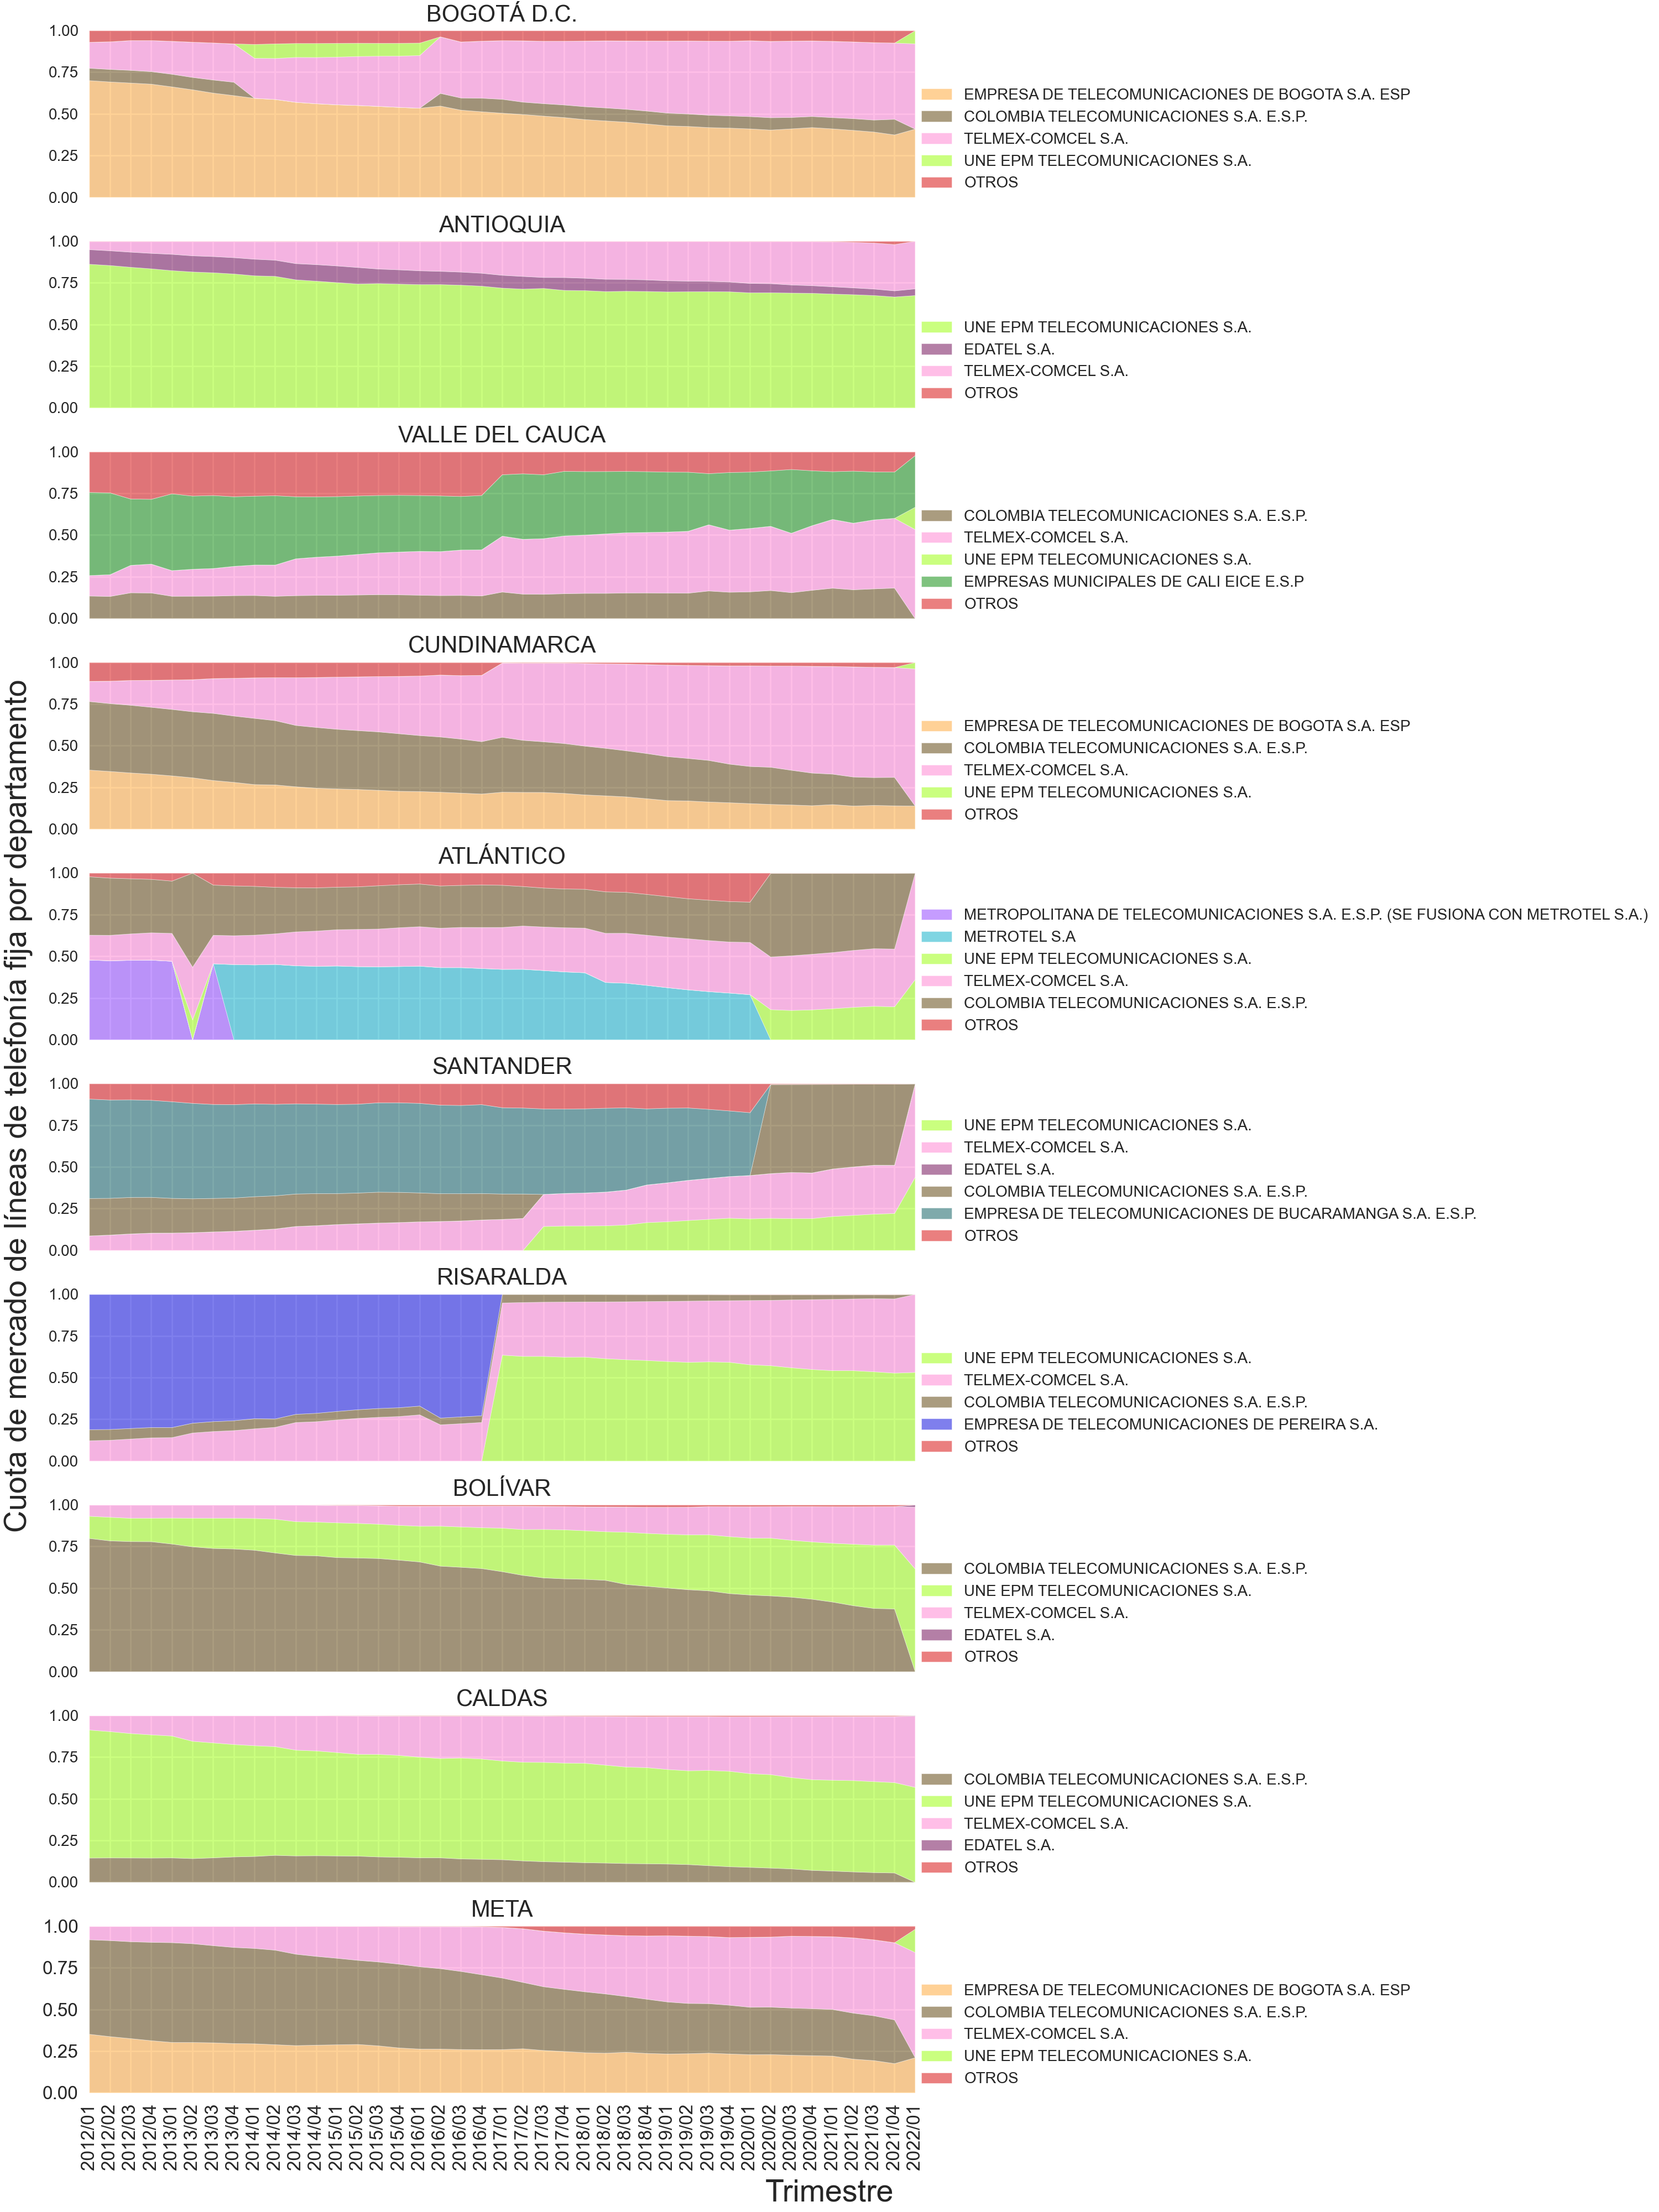 BOGOTÁ D.C.
1.00
0.75
0.50
0.25
0.00
EMPRESA DE TELECOMUNICACIONES DE BOGOTA S.A. ESP
COLOMBIA TELECOMUNICACIONES S.A. E.S.P.
TELMEX-COMCEL S.A.
UNE EPM TELECOMUNICACIONES S.A.
OTROS
ANTIOQUIA
1.00
0.75
0.50
0.25
0.00
UNE EPM TELECOMUNICACIONES S.A.
EDATEL S.A.
TELMEX-COMCEL S.A.
OTROS
VALLE DEL CAUCA
1.00
0.75
0.50
0.25
0.00
COLOMBIA TELECOMUNICACIONES S.A. E.S.P.
TELMEX-COMCEL S.A.
UNE EPM TELECOMUNICACIONES S.A.
EMPRESAS MUNICIPALES DE CALI EICE E.S.P
OTROS
CUNDINAMARCA
1.00
0.75
0.50
0.25
0.00
EMPRESA DE TELECOMUNICACIONES DE BOGOTA S.A. ESP
COLOMBIA TELECOMUNICACIONES S.A. E.S.P.
TELMEX-COMCEL S.A.
UNE EPM TELECOMUNICACIONES S.A.
OTROS
Cuota de mercado de líneas de telefonía fija por departamento
ATLÁNTICO
1.00
0.75
0.50
0.25
0.00
METROPOLITANA DE TELECOMUNICACIONES S.A. E.S.P. (SE FUSIONA CON METROTEL S.A.)
METROTEL S.A
UNE EPM TELECOMUNICACIONES S.A.
TELMEX-COMCEL S.A.
COLOMBIA TELECOMUNICACIONES S.A. E.S.P.
OTROS
SANTANDER
1.00
0.75
0.50
0.25
0.00
UNE EPM TELECOMUNICACIONES S.A.
TELMEX-COMCEL S.A.
EDATEL S.A.
COLOMBIA TELECOMUNICACIONES S.A. E.S.P.
EMPRESA DE TELECOMUNICACIONES DE BUCARAMANGA S.A. E.S.P.
OTROS
RISARALDA
1.00
0.75
0.50
0.25
0.00
UNE EPM TELECOMUNICACIONES S.A.
TELMEX-COMCEL S.A.
COLOMBIA TELECOMUNICACIONES S.A. E.S.P.
EMPRESA DE TELECOMUNICACIONES DE PEREIRA S.A.
OTROS
BOLÍVAR
1.00
0.75
0.50
0.25
0.00
COLOMBIA TELECOMUNICACIONES S.A. E.S.P.
UNE EPM TELECOMUNICACIONES S.A.
TELMEX-COMCEL S.A.
EDATEL S.A.
OTROS
CALDAS
1.00
0.75
0.50
0.25
0.00
COLOMBIA TELECOMUNICACIONES S.A. E.S.P.
UNE EPM TELECOMUNICACIONES S.A.
TELMEX-COMCEL S.A.
EDATEL S.A.
OTROS
META
1.00
0.75
0.50
0.25
0.00
EMPRESA DE TELECOMUNICACIONES DE BOGOTA S.A. ESP
COLOMBIA TELECOMUNICACIONES S.A. E.S.P.
TELMEX-COMCEL S.A.
UNE EPM TELECOMUNICACIONES S.A.
OTROS
2012/01
2012/02
2012/03
2012/04
2013/01
2013/02
2013/03
2013/04
2014/01
2014/02
2014/03
2014/04
2015/01
2015/02
2015/03
2015/04
2016/01
2016/02
2016/03
2016/04
2017/01
2017/02
2017/03
2017/04
2018/01
2018/02
2018/03
2018/04
2019/01
2019/02
2019/03
2019/04
2020/01
2020/02
2020/03
2020/04
2021/01
2021/02
2021/03
2021/04
2022/01
Trimestre